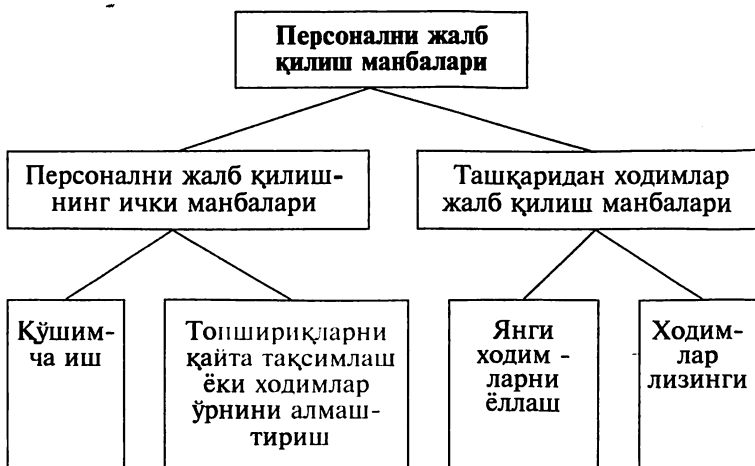 Персонални жалб
қилиш манбалари
Персонални жалб қилиш-
нинг ички манбалари
Ташқаридан ходимлар
жалб қилиш манбалари
Қўшим-
ча иш
Топшириқларни
қайта тақсимлаш
ёки ходимлар
ўрнини алмаш-
тириш
Янги
ходим -
ларни
ёллаш
Ходим-
лар
лизинги